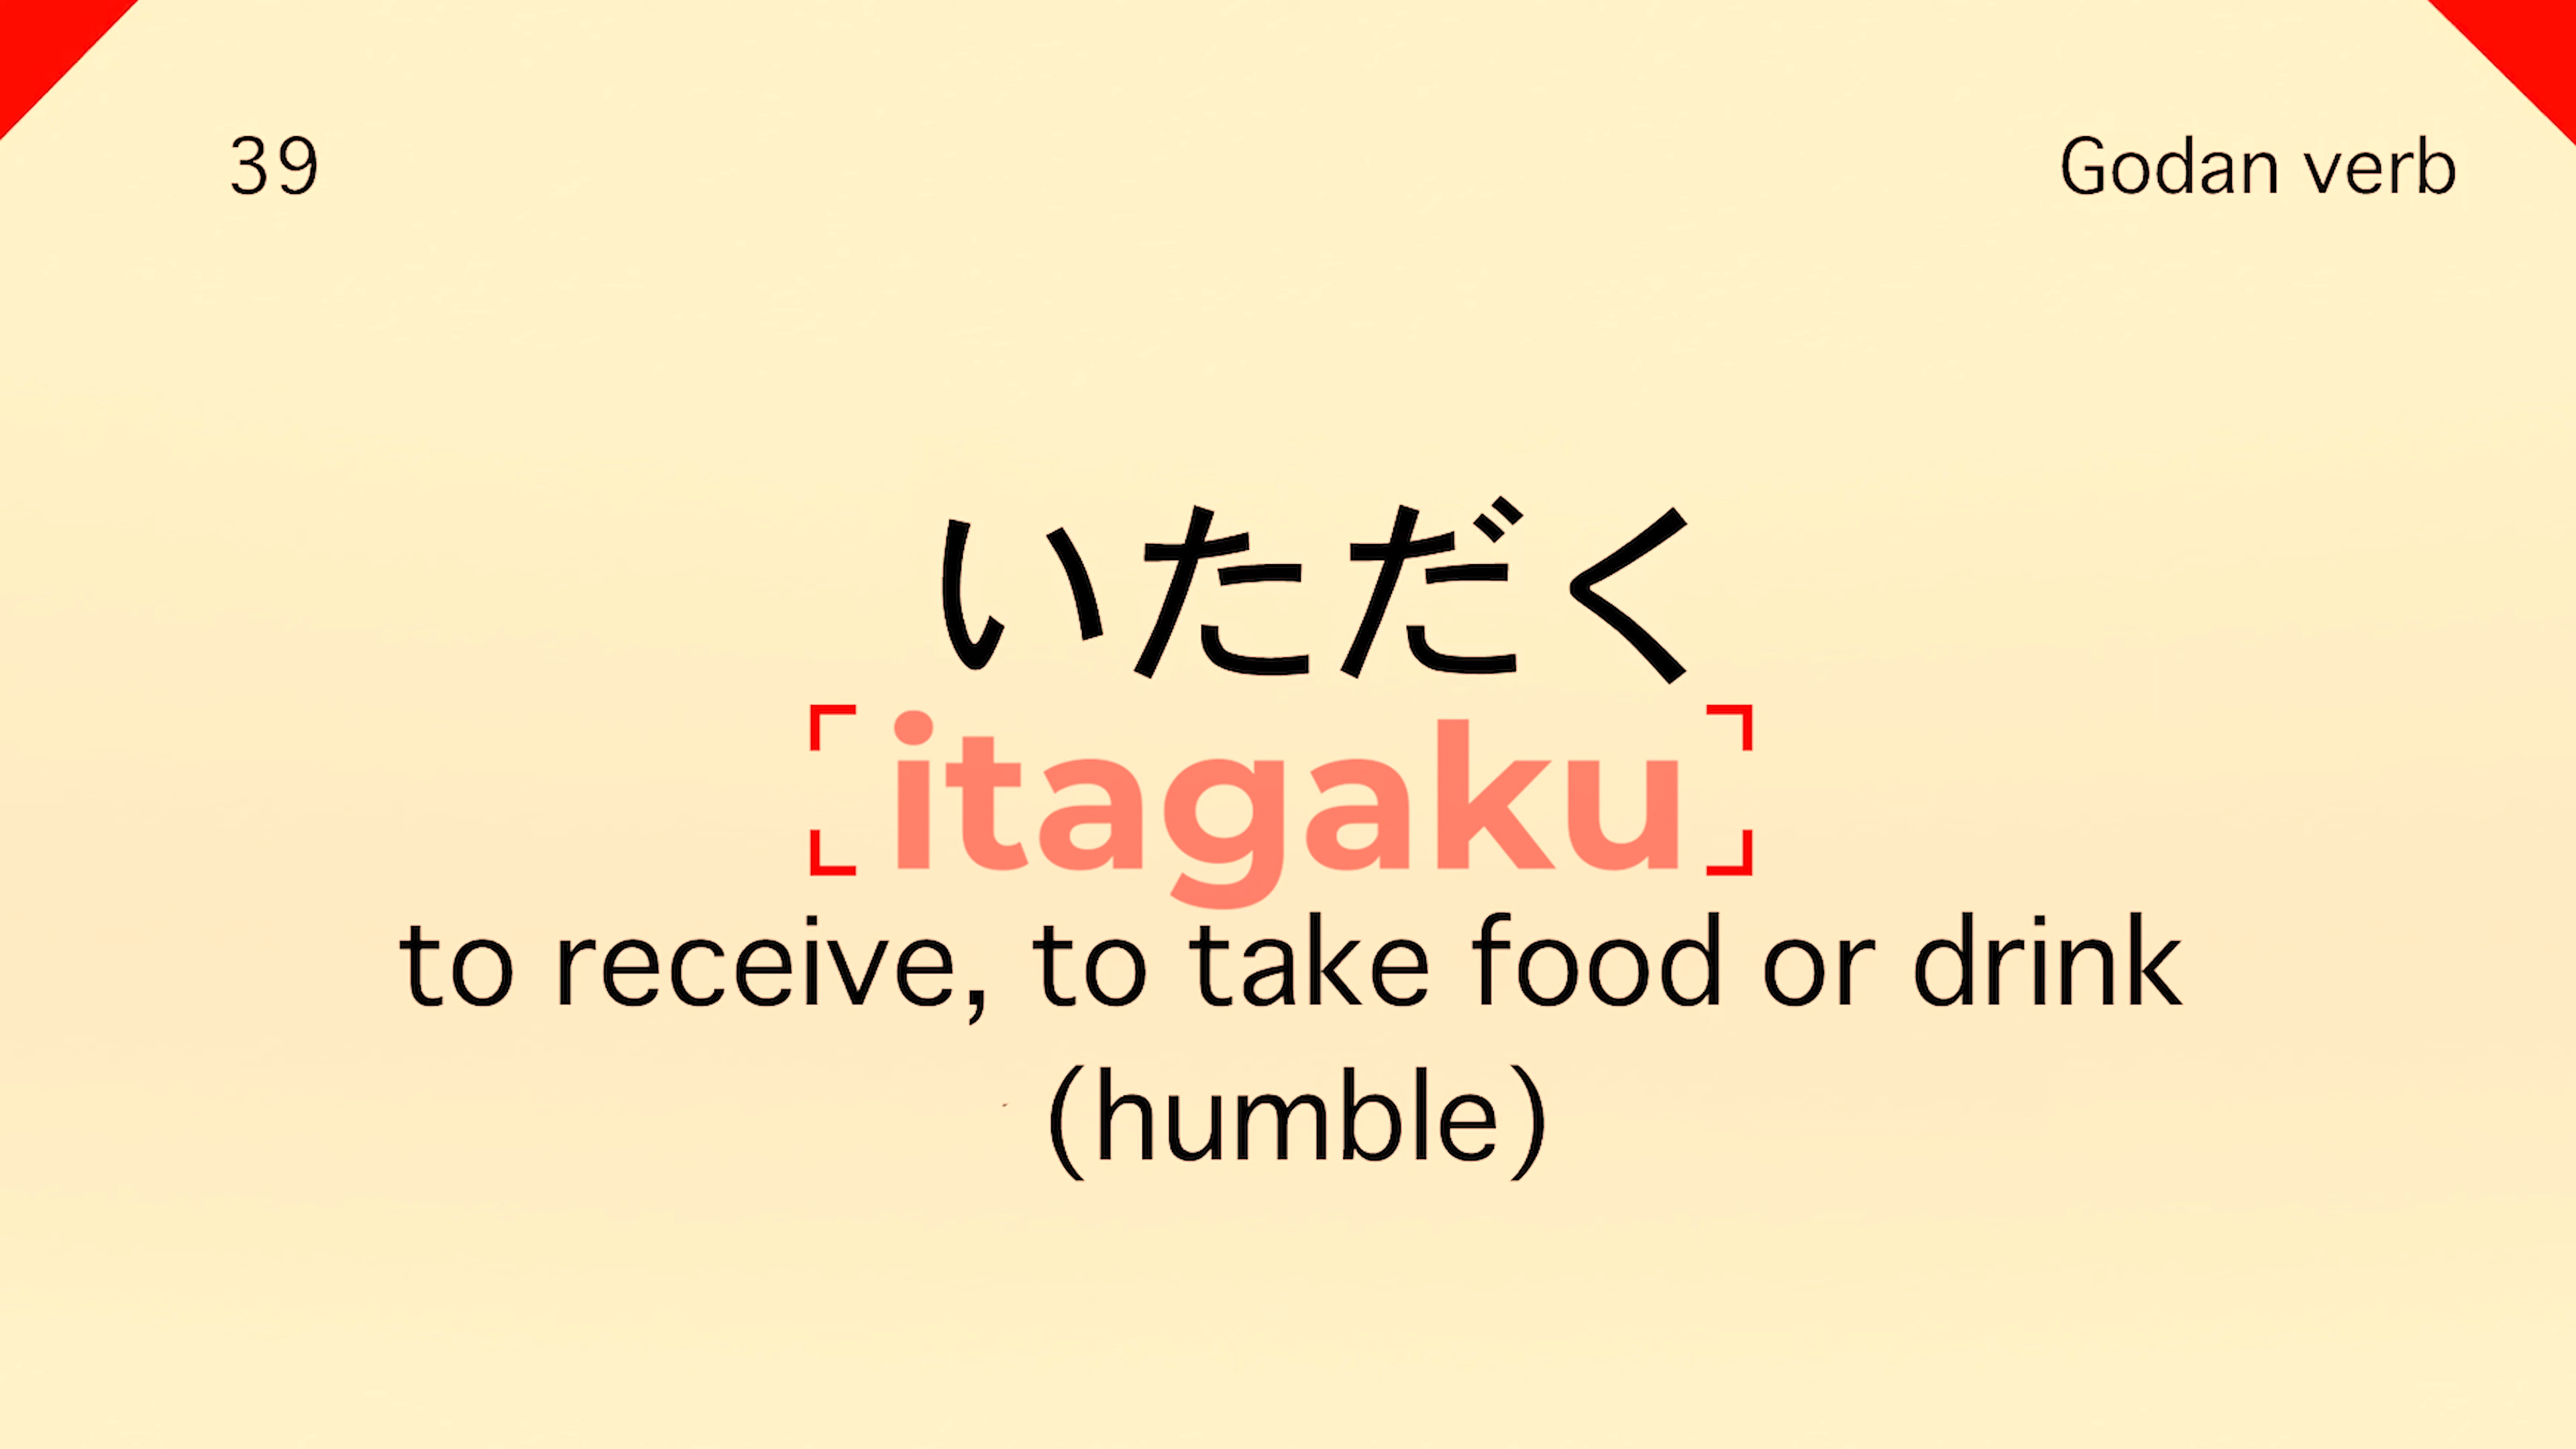 39
Godan verb
いただく
itagaku
to receive, to take food or drink
(humble)